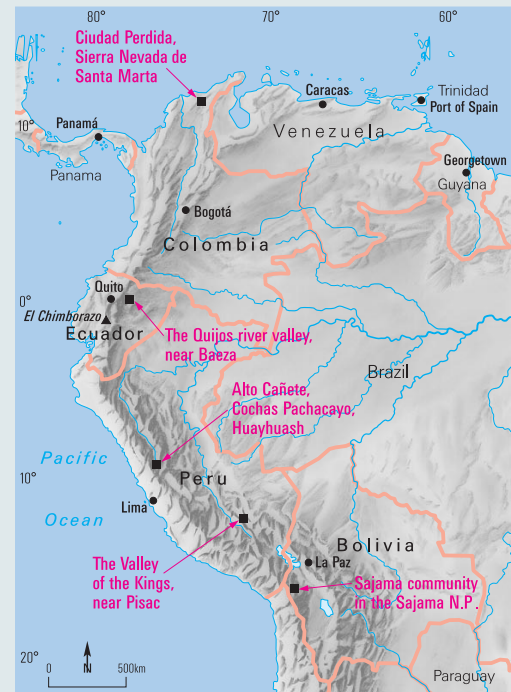 80°
70°
60°
Ciudad Perdida,
Sierra Nevada de
Santa Marta
Caracas
Trinidad
Port of Spain
10°
Panamá
Venezuela
Panama
Georgetown
Guyana
Bogotá
Colombia
0°
Quito
El Chimborazo
Ecuador
The Quijos river valley,
near Baeza
Brazil
Alto Cañete,
Cochas Pachacayo,
Huayhuash
Pacific
Ocean
10°
Peru
Lima
Bolivia
La Paz
The Valley
of the Kings,
near Pisac
Sajama community
in the Sajama N.P.
20°
0
N
500km
Paraguay